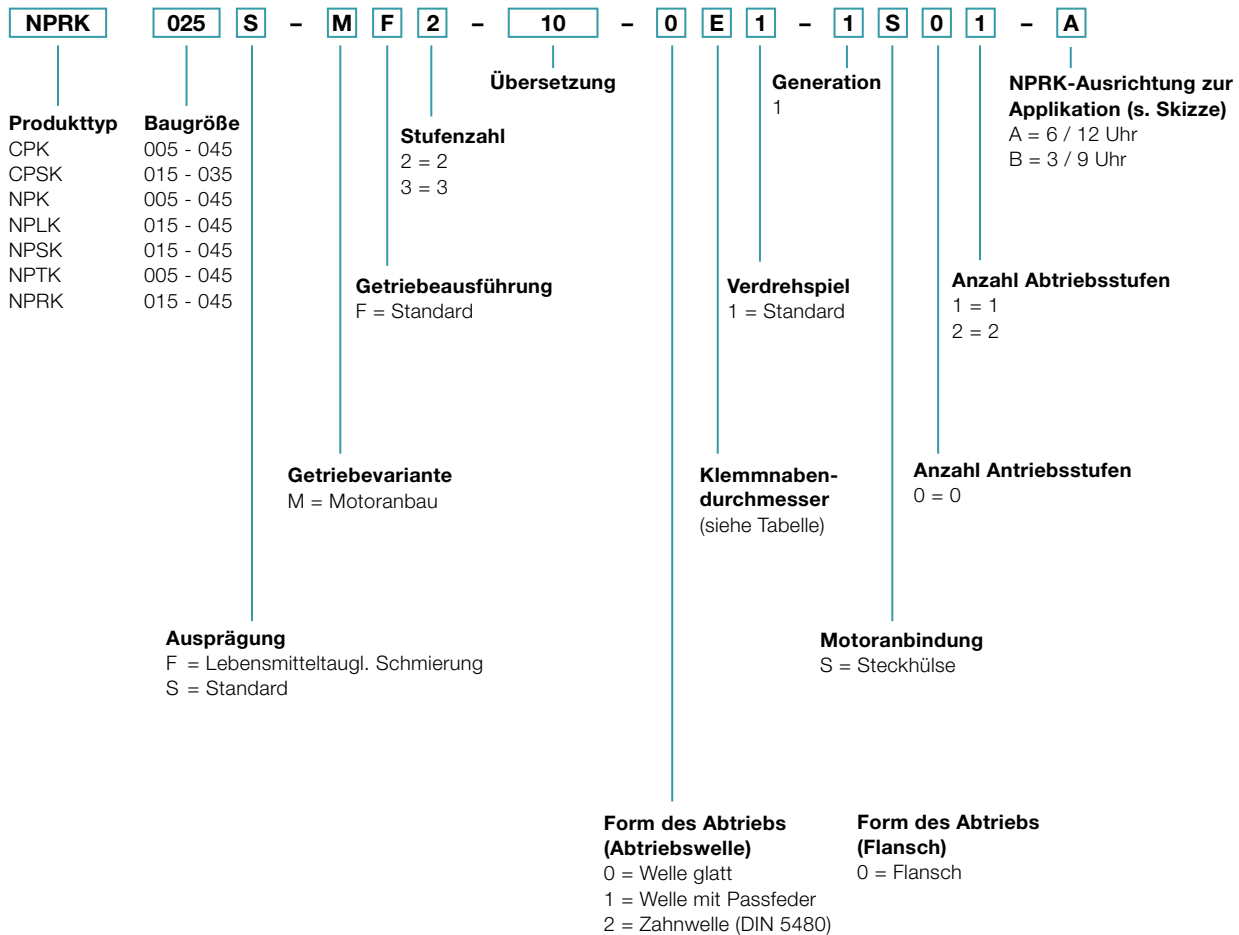 NPRK 025 S – M F 2 – 10 – 0 E 1 – 1 S 0 1 – A
Produkttyp
CPK
CPSK
NPK
NPLK
NPSK
NPTK
NPRK
Baugröße
005 - 045
015 - 035
005 - 045
015 - 045
015 - 045
005 - 045
015 - 045
Übersetzung
Generation
1
NPRK-Ausrichtung zur
Applikation (s. Skizze)
A = 6 / 12 Uhr
B = 3 / 9 Uhr
Stufenzahl
2 = 2
3 = 3
Getriebeausführung
F = Standard
Verdrehspiel
1 = Standard
Anzahl Abtriebsstufen
1 = 1
2 = 2
Getriebevariante
M = Motoranbau
Klemmnaben-
durchmesser
(siehe Tabelle)
Anzahl Antriebsstufen
0 = 0
Ausprägung
F = Lebensmitteltaugl. Schmierung
S = Standard
Motoranbindung
S = Steckhülse
Form des Abtriebs
(Abtriebswelle)
0 = Welle glatt
1 = Welle mit Passfeder
2 = Zahnwelle (DIN 5480)
Form des Abtriebs
(Flansch)
0 = Flansch